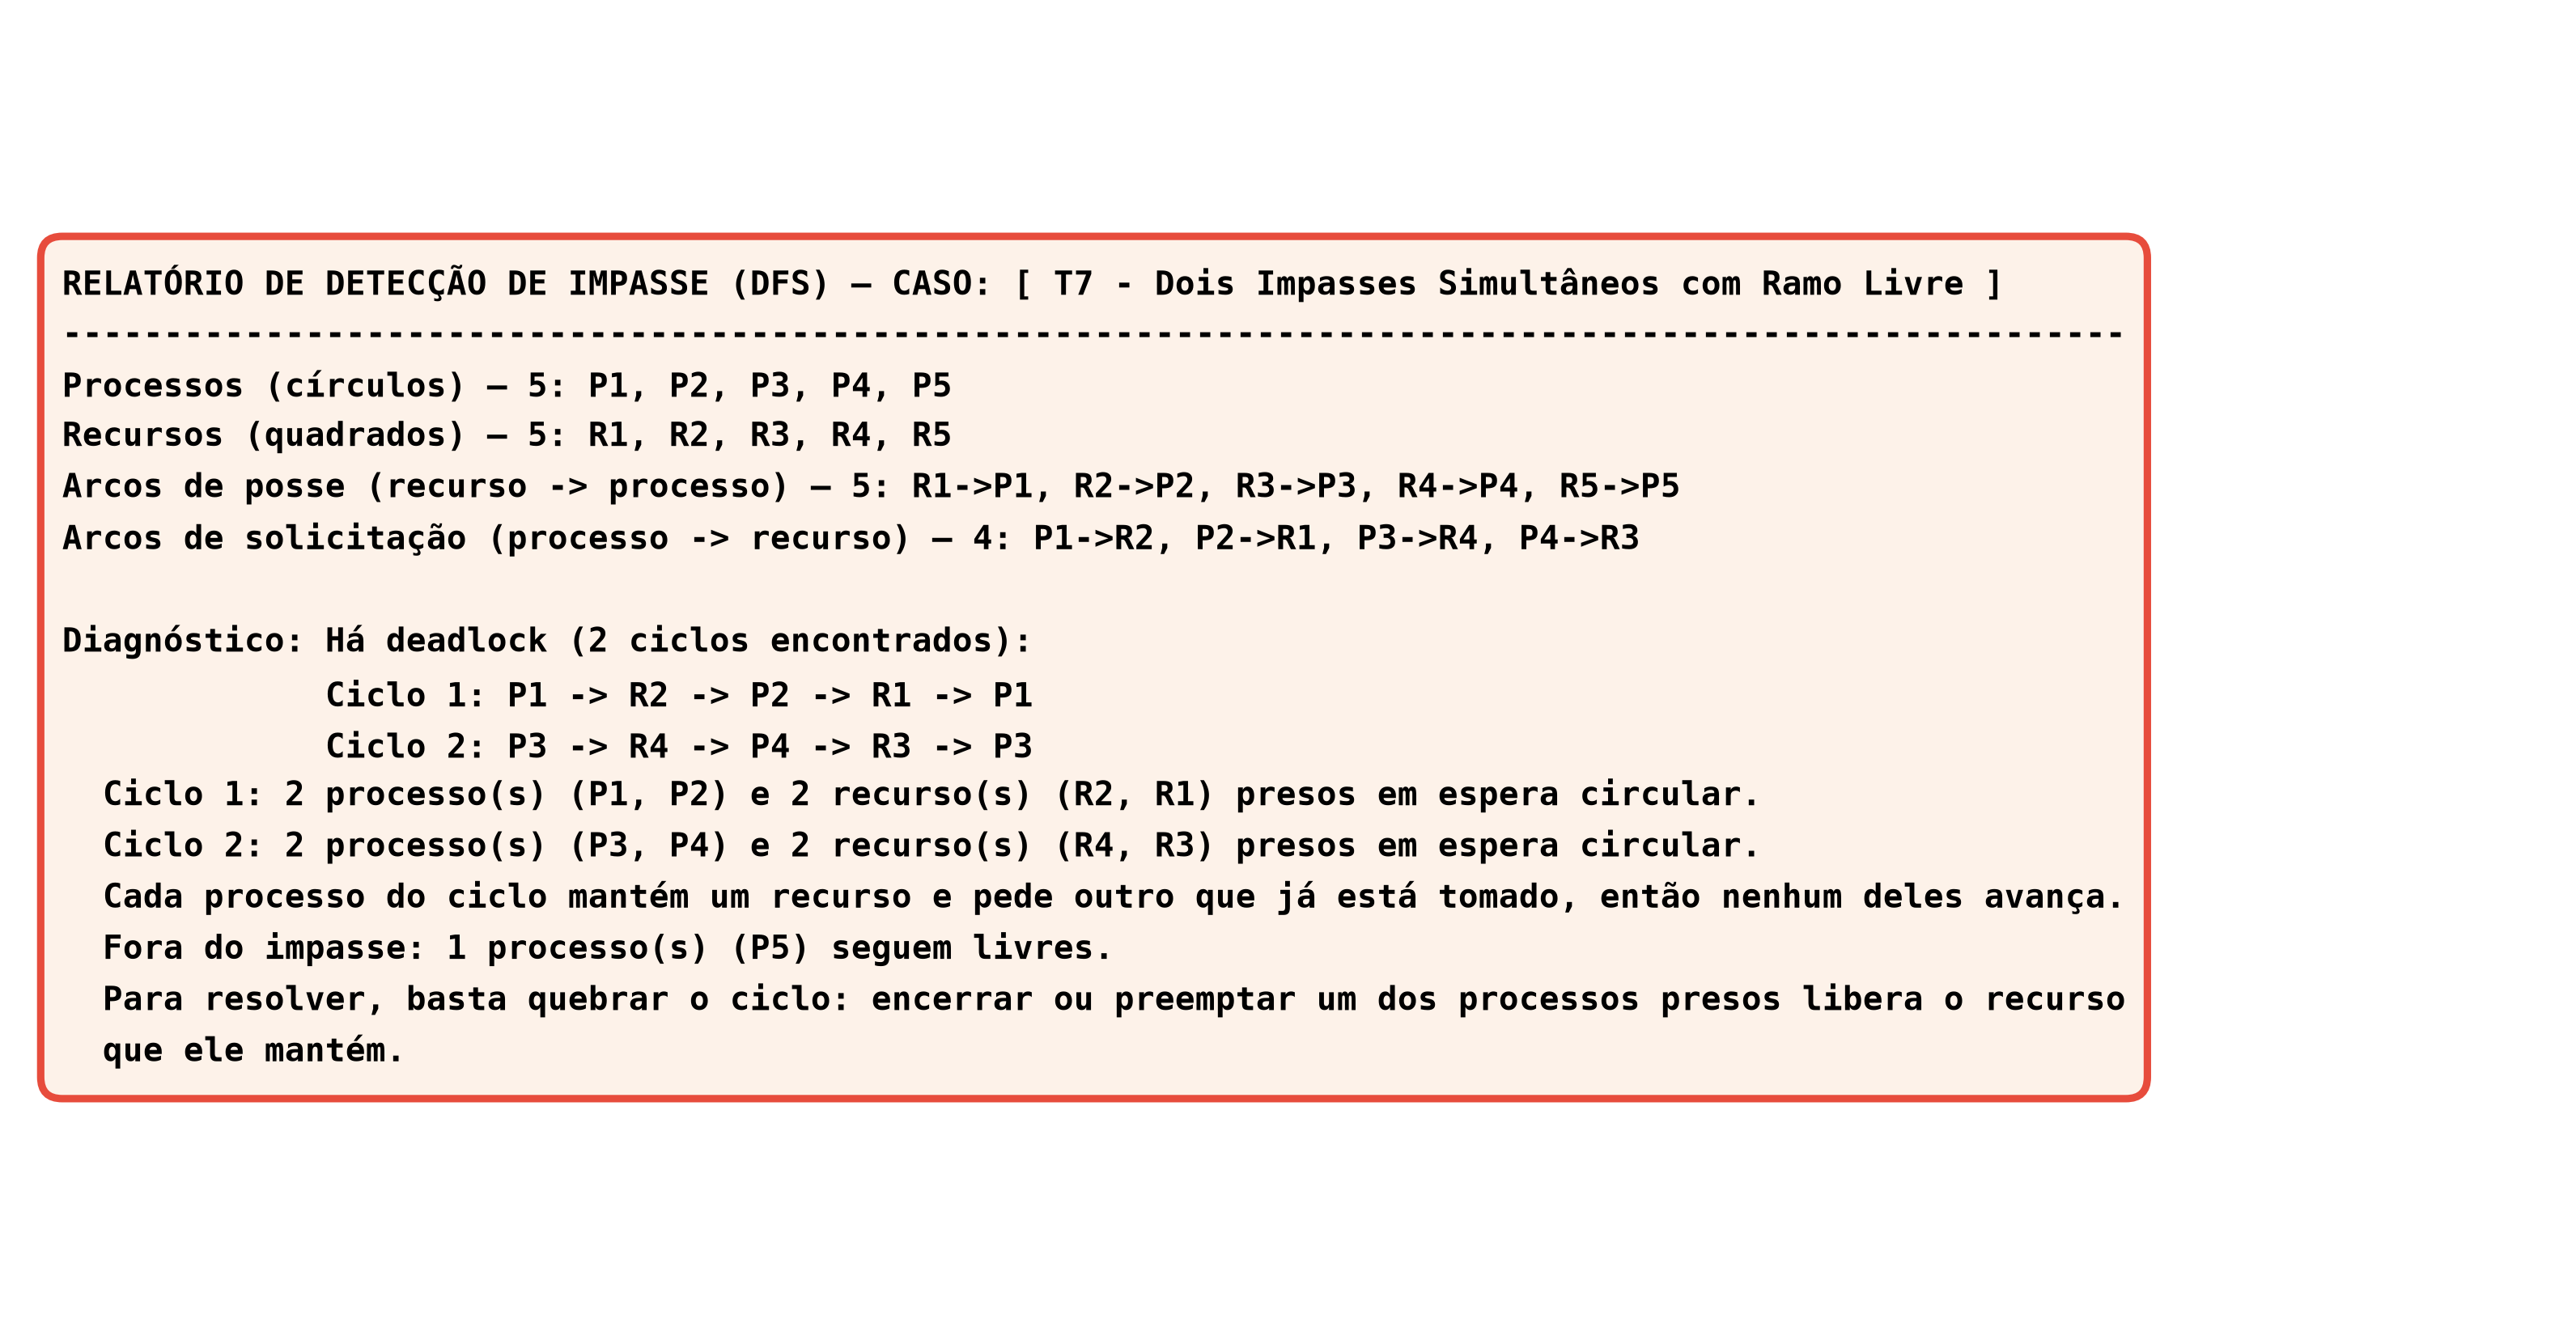 RELATÓRIO DE DETECÇÃO DE IMPASSE (DFS) — CASO: [ T7 - Dois Impasses Simultâneos com Ramo Livre ]
------------------------------------------------------------------------------------------------------
Processos (círculos) — 5: P1, P2, P3, P4, P5
Recursos (quadrados) — 5: R1, R2, R3, R4, R5
Arcos de posse (recurso -> processo) — 5: R1->P1, R2->P2, R3->P3, R4->P4, R5->P5
Arcos de solicitação (processo -> recurso) — 4: P1->R2, P2->R1, P3->R4, P4->R3
Diagnóstico: Há deadlock (2 ciclos encontrados):
Ciclo 1: P1 -> R2 -> P2 -> R1 -> P1
Ciclo 2: P3 -> R4 -> P4 -> R3 -> P3
Ciclo 1: 2 processo(s) (P1, P2) e 2 recurso(s) (R2, R1) presos em espera circular.
Ciclo 2: 2 processo(s) (P3, P4) e 2 recurso(s) (R4, R3) presos em espera circular.
Cada processo do ciclo mantém um recurso e pede outro que já está tomado, então nenhum deles avança.
Fora do impasse: 1 processo(s) (P5) seguem livres.
Para resolver, basta quebrar o ciclo: encerrar ou preemptar um dos processos presos libera o recurso
que ele mantém.